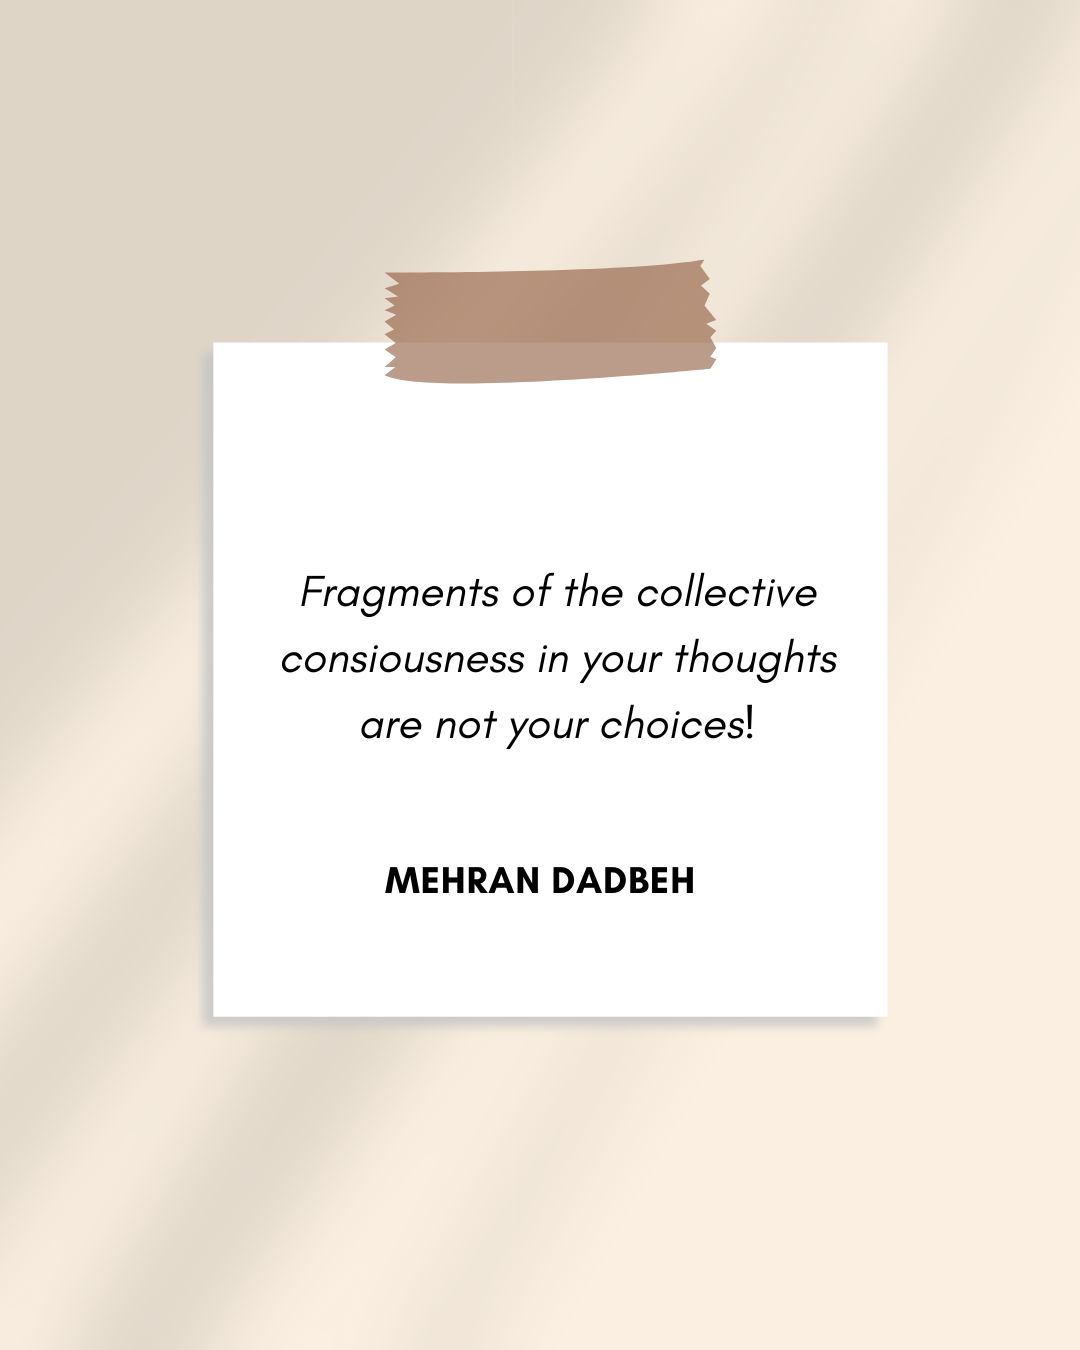 Fragments of the collective
consiousness in your thoughts
are not your choices!
MEHRAN DADBEH